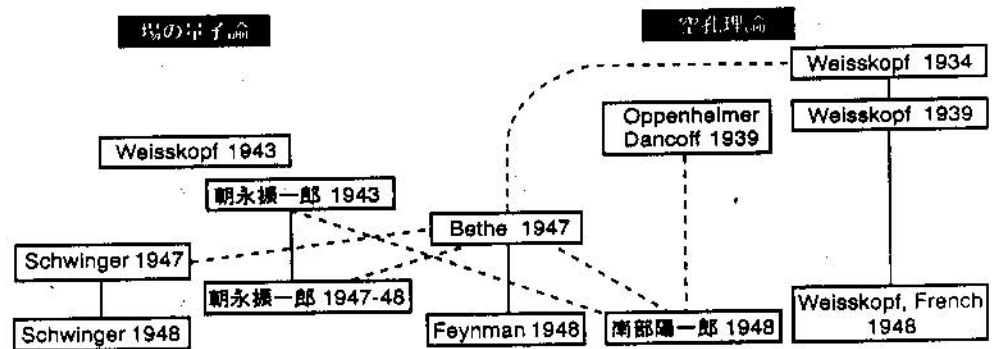 場の量子論
空孔理論
Weisskopf 1934
Oppenheimer
Dancoff 1939
Weisskopf 1939
Weisskopf 1943
朝永振一郎 1943
Bethe 1947
Schwinger 1947
朝永振一郎 1947-48
Weisskopf, French
1948
Schwinger 1948
Feynman 1948
南部陽一郎 1948